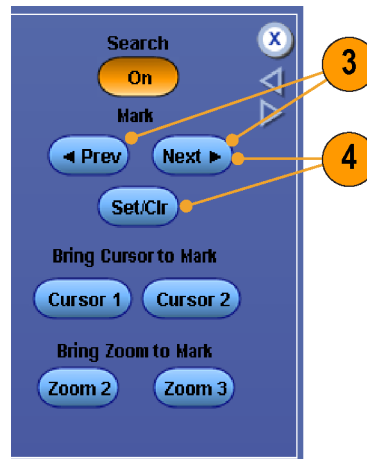 Search
X
On
3
Mark
◄ Prev Next ►
4
Set/Clr
Bring Cursor to Mark
Cursor 1 Cursor 2
Bring Zoom to Mark
Zoom 2 Zoom 3